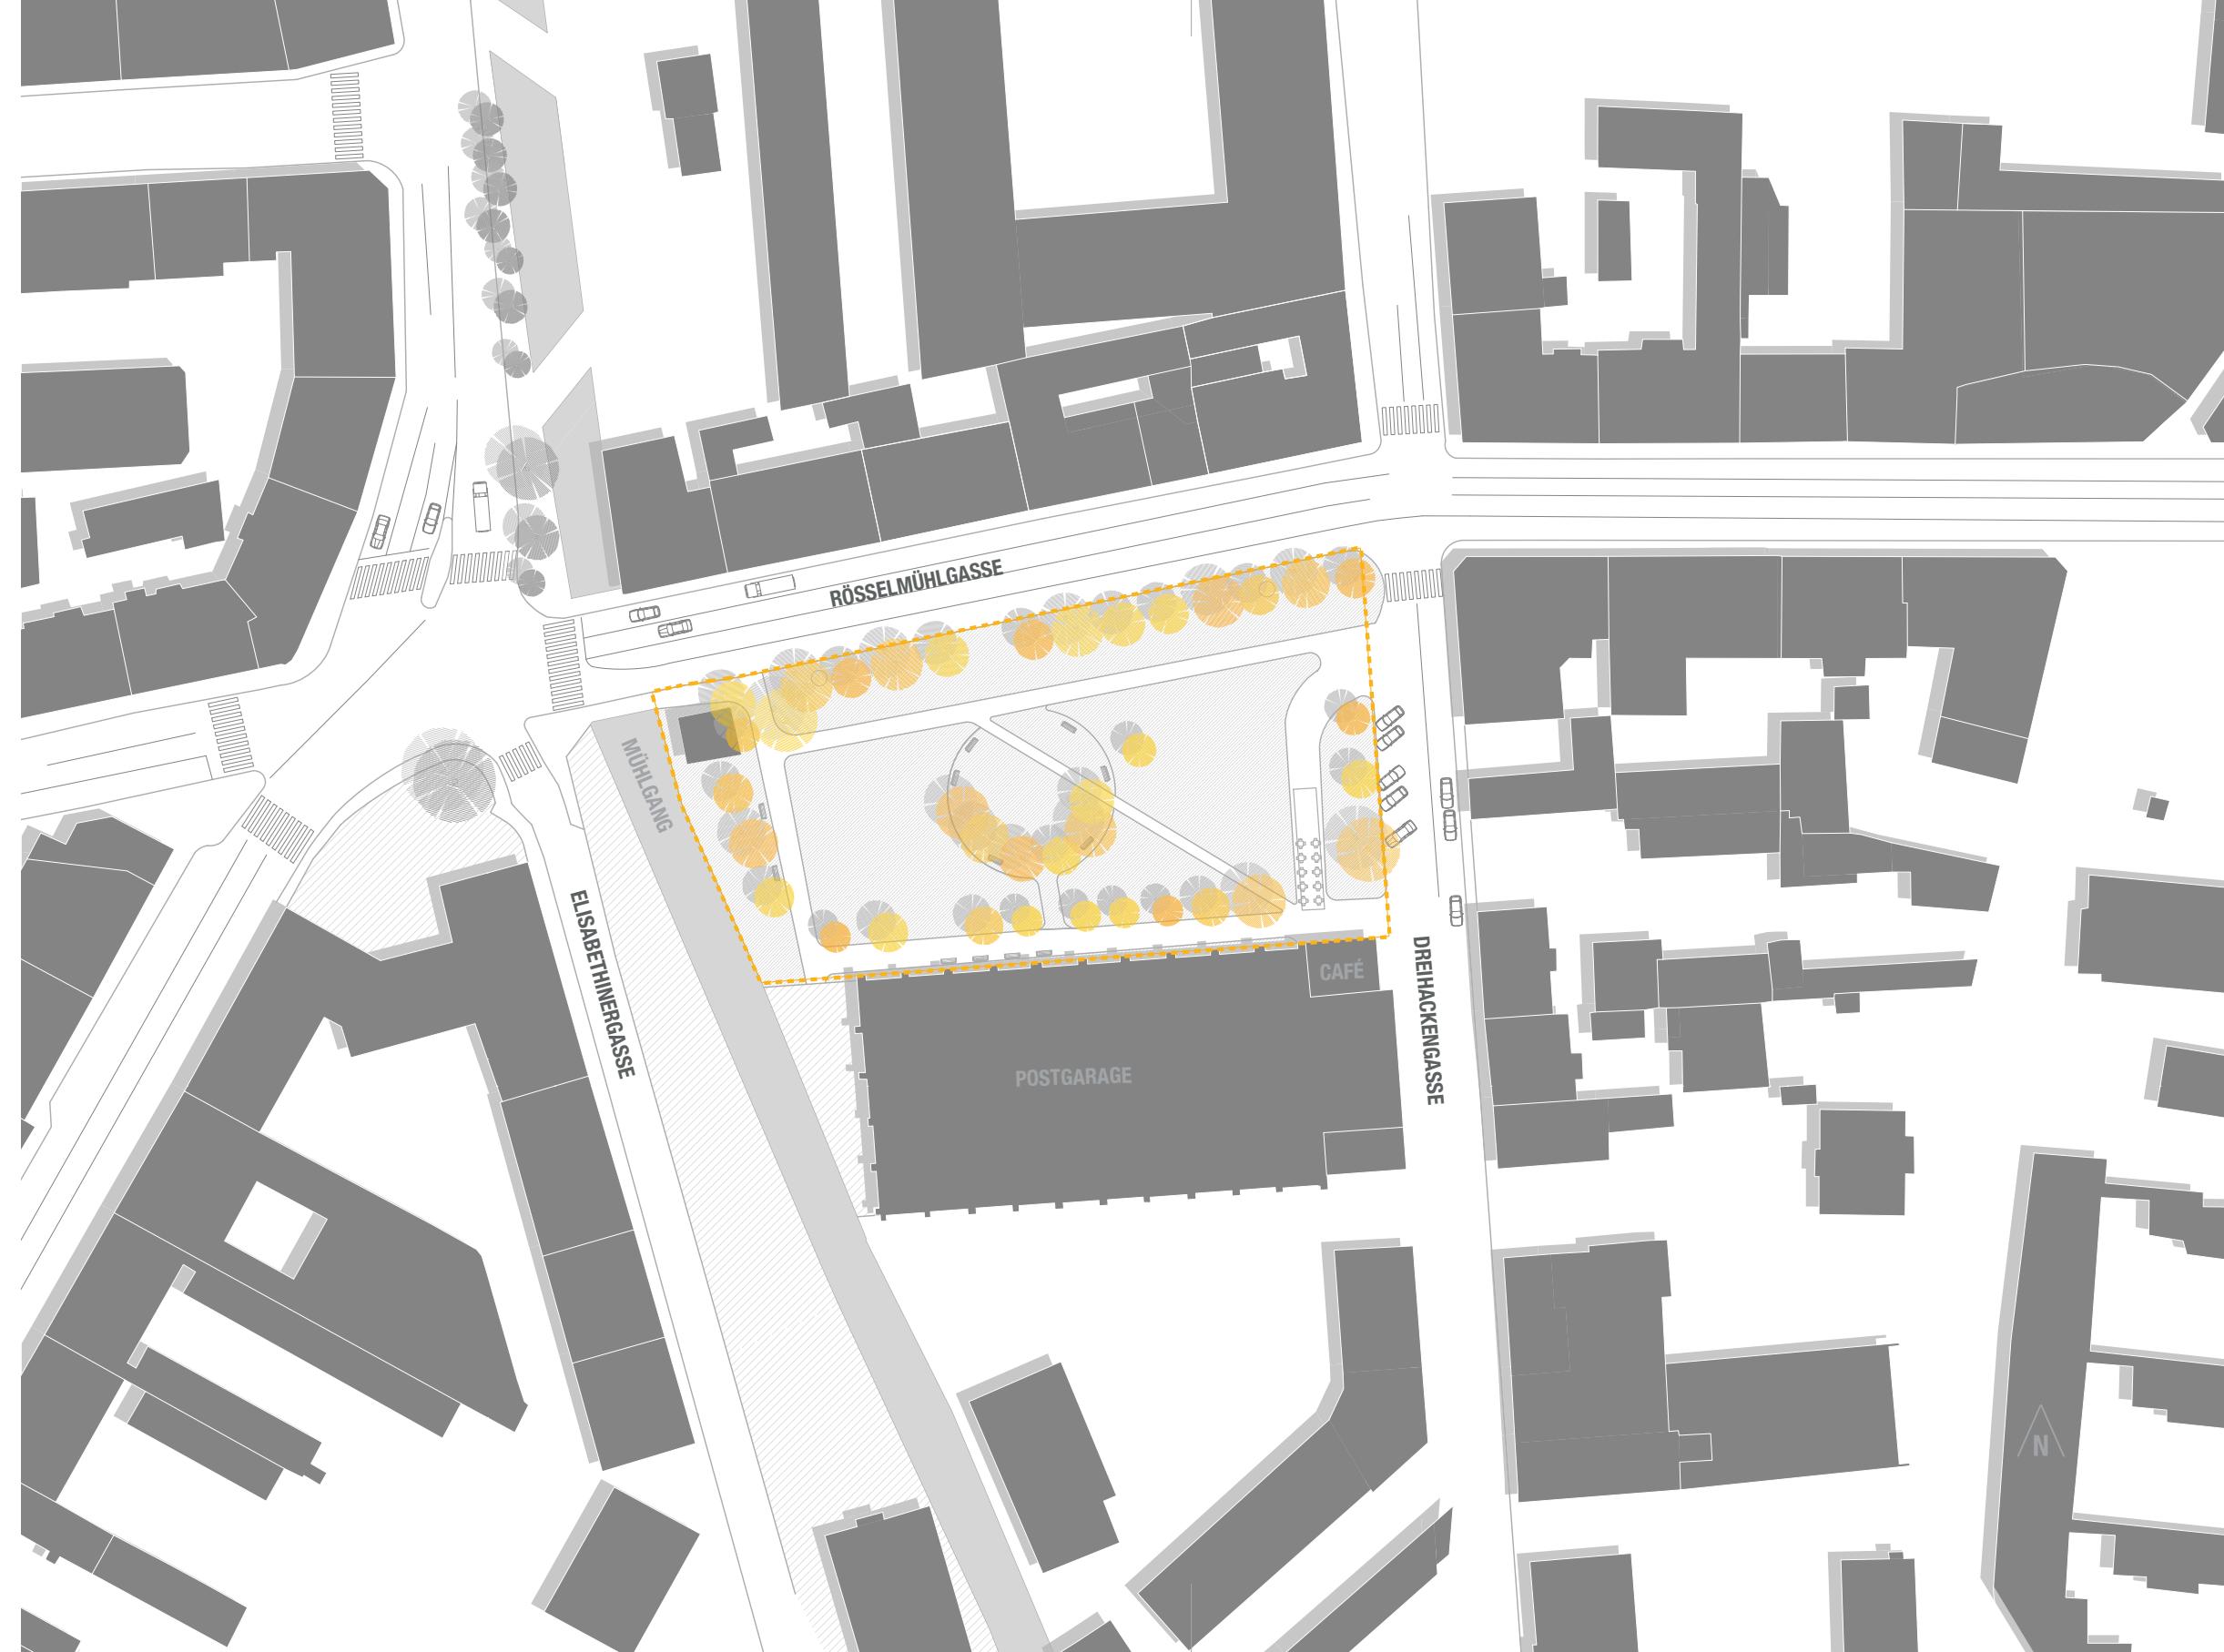 RÖSSELMÜHLGASSE
MÜHLGANG
ELISABETHINERGASSE
CAFÉ
DREIHACKENGASSE
POSTGARAGE
N